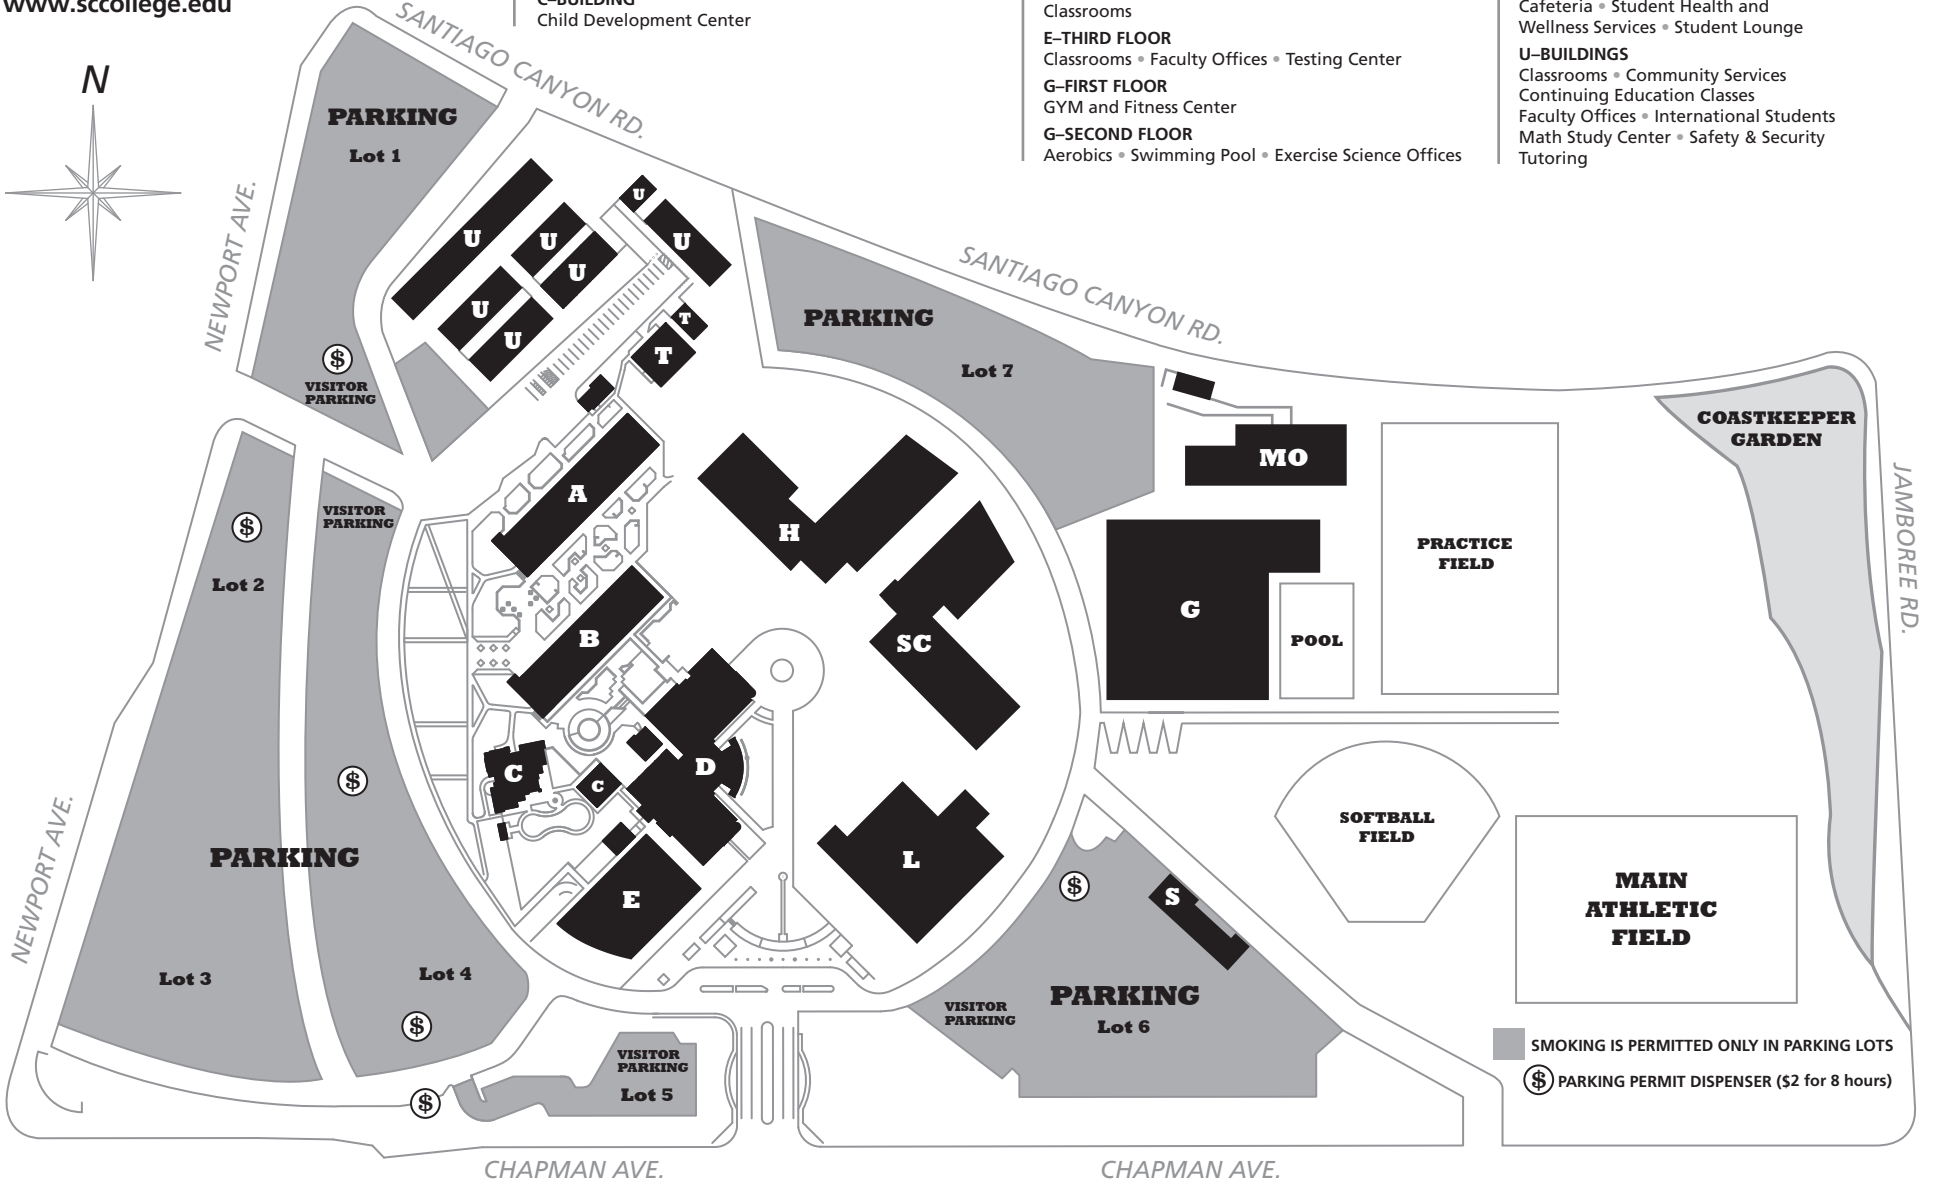 www.sccollege.edu
C–BUILDING
Child Development Center
Classrooms
E–THIRD FLOOR
Classrooms • Faculty Offices • Testing Center
G–FIRST FLOOR
GYM and Fitness Center
G–SECOND FLOOR
Aerobics • Swimming Pool • Exercise Science Offices
Cafeteria • Student Health and
Wellness Services • Student Lounge
U–BUILDINGS
Classrooms • Community Services
Continuing Education Classes
Faculty Offices • International Students
Math Study Center • Safety & Security
Tutoring
N
SANTIAGO CANYON RD.
PARKING
Lot 1
NEWPORT AVE.
$
VISITOR
PARKING
U
U
U
U
U
U
U
T
T
SANTIAGO CANYON RD.
PARKING
Lot 7
MO
COASTKEEPER
GARDEN
JAMBOREE RD.
PRACTICE
FIELD
G
POOL
A
H
B
SC
C
C
D
E
L
$
Lot 2
VISITOR
PARKING
$
PARKING
NEWPORT AVE.
Lot 3
Lot 4
$
$
VISITOR
PARKING
Lot 5
$
S
VISITOR
PARKING
PARKING
Lot 6
SOFTBALL
FIELD
MAIN
ATHLETIC
FIELD
SMOKING IS PERMITTED ONLY IN PARKING LOTS
$ PARKING PERMIT DISPENSER ($2 for 8 hours)
CHAPMAN AVE.
CHAPMAN AVE.